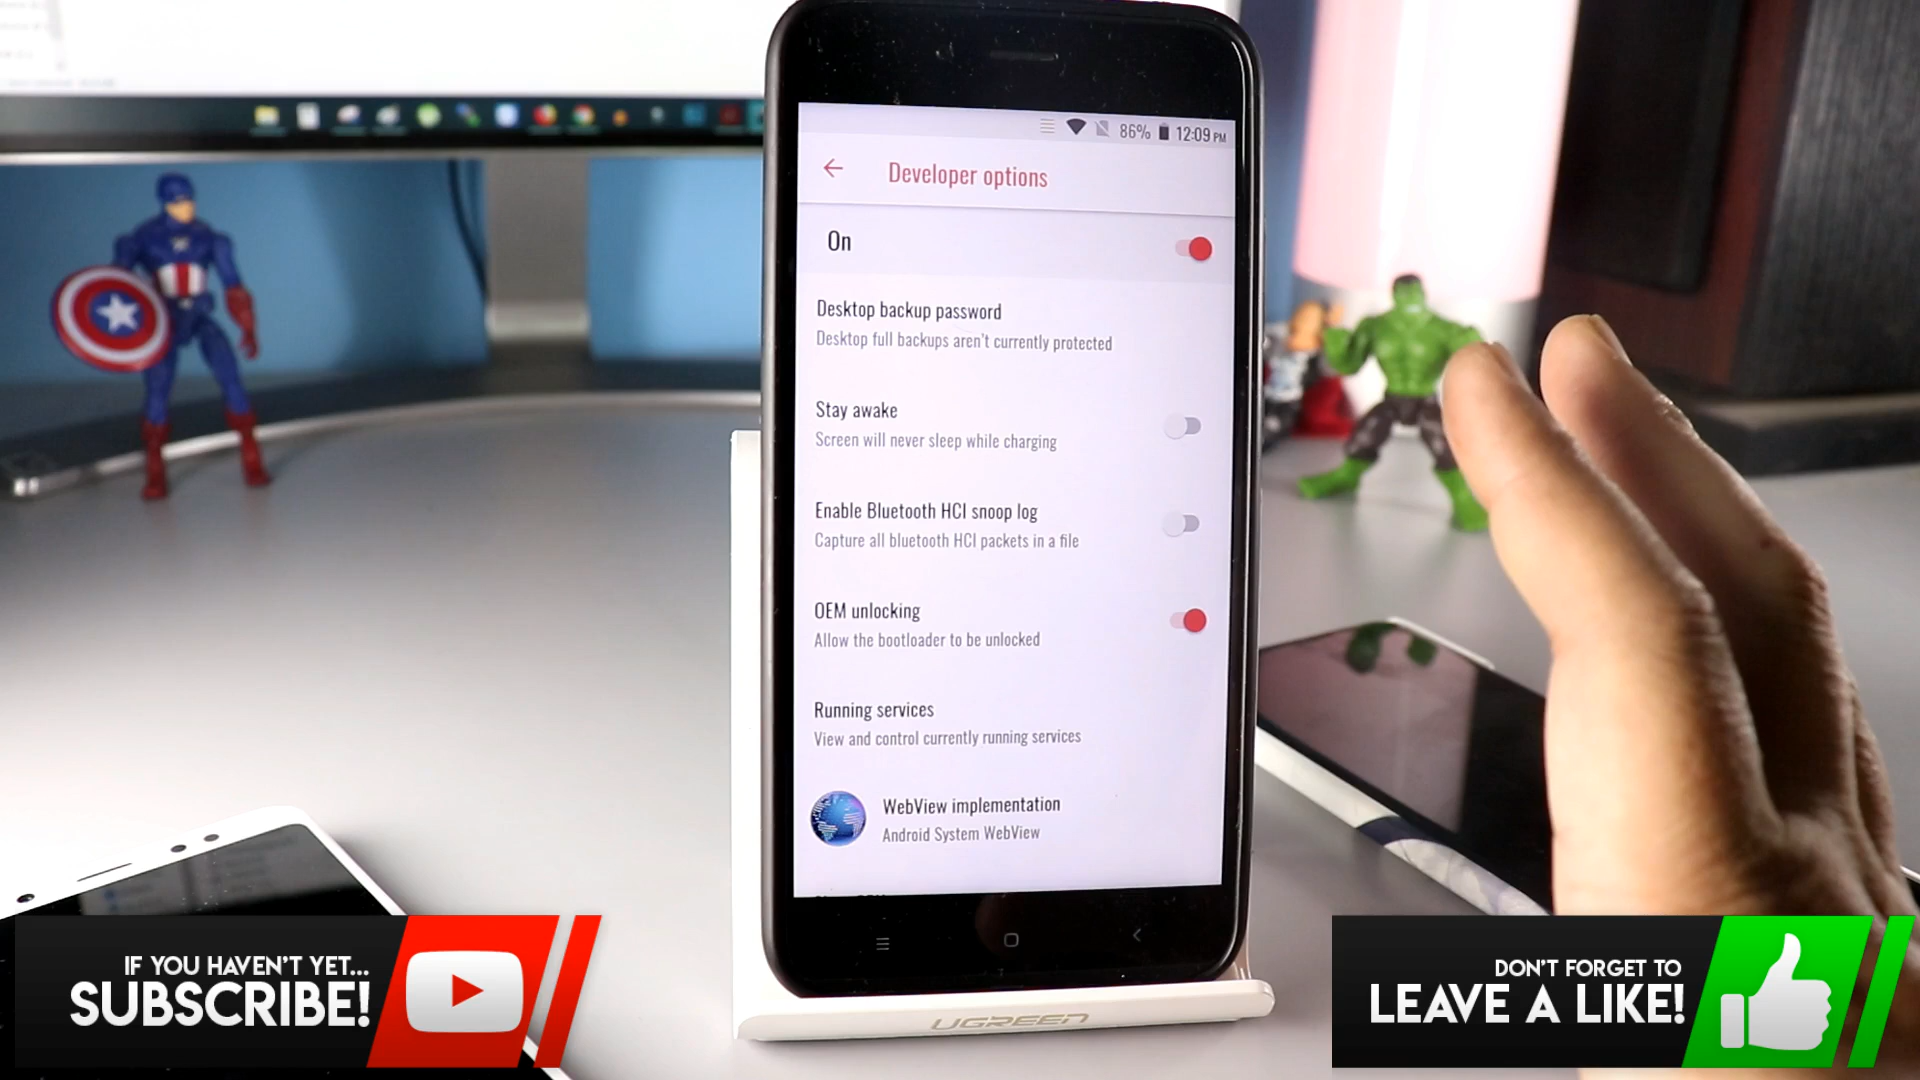 86% 12:09 PM
Developer options
On
Desktop backup password
Desktop full backups aren't currently protected
Stay awake
Screen will never sleep while charging
Enable Bluetooth HCI snoop log
Capture all bluetooth HCI packets in a file
OEM unlocking
Allow the bootloader to be unlocked
Running services
View and control currently running services
WebView implementation
Android System WebView
UGREEN
IF YOU HAVEN'T YET...
SUBSCRIBE!
DON'T FORGET TO
LEAVE A LIKE!